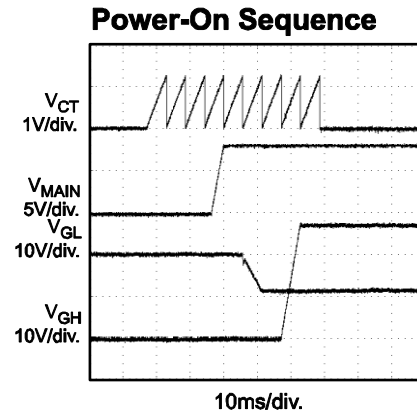 Power-On Sequence
VCT
1V/div.
VMAIN
5V/div.
VGL
10V/div.
VGH
10V/div.
10ms/div.